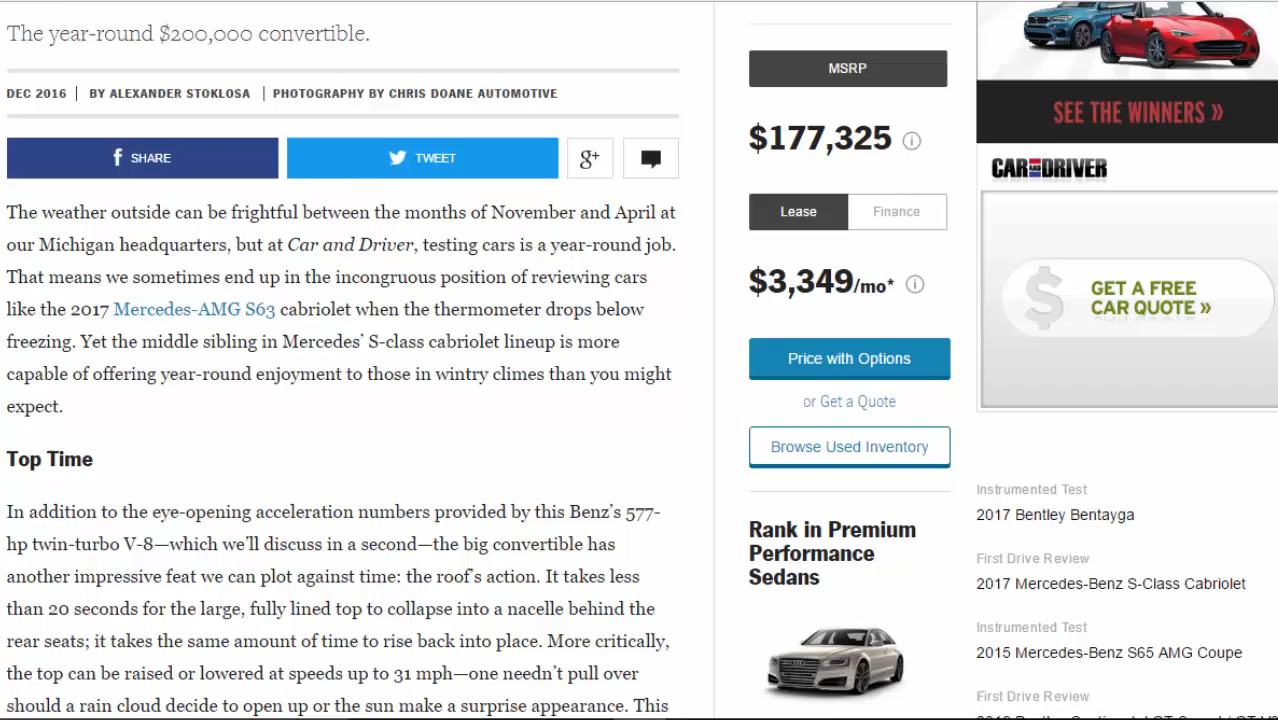 The year-round $200,000 convertible.
DEC 2016 | BY ALEXANDER STOKLOSA | PHOTOGRAPHY BY CHRIS DOANE AUTOMOTIVE
SHARE
TWEET
g+
The weather outside can be frightful between the months of November and April at
our Michigan headquarters, but at Car and Driver, testing cars is a year-round job.
That means we sometimes end up in the incongruous position of reviewing cars
like the 2017 Mercedes-AMG S63 cabriolet when the thermometer drops below
freezing. Yet the middle sibling in Mercedes’ S-class cabriolet lineup is more
capable of offering year-round enjoyment to those in wintry climes than you might
expect.
Top Time
In addition to the eye-opening acceleration numbers provided by this Benz’s 577-
hp twin-turbo V-8—which we’ll discuss in a second—the big convertible has
another impressive feat we can plot against time: the roof’s action. It takes less
than 20 seconds for the large, fully lined top to collapse into a nacelle behind the
rear seats; it takes the same amount of time to rise back into place. More critically,
the top can be raised or lowered at speeds up to 31 mph—one needn’t pull over
should a rain cloud decide to open up or the sun make a surprise appearance. This
MSRP
$177,325
Lease
Finance
$3,349/mo*
Price with Options
or Get a Quote
Browse Used Inventory
Rank in Premium
Performance
Sedans
SEE THE WINNERS »
CAR AND DRIVER
$
GET A FREE
CAR QUOTE »
Instrumented Test
2017 Bentley Bentayga
First Drive Review
2017 Mercedes-Benz S-Class Cabriolet
Instrumented Test
2015 Mercedes-Benz S65 AMG Coupe
First Drive Review